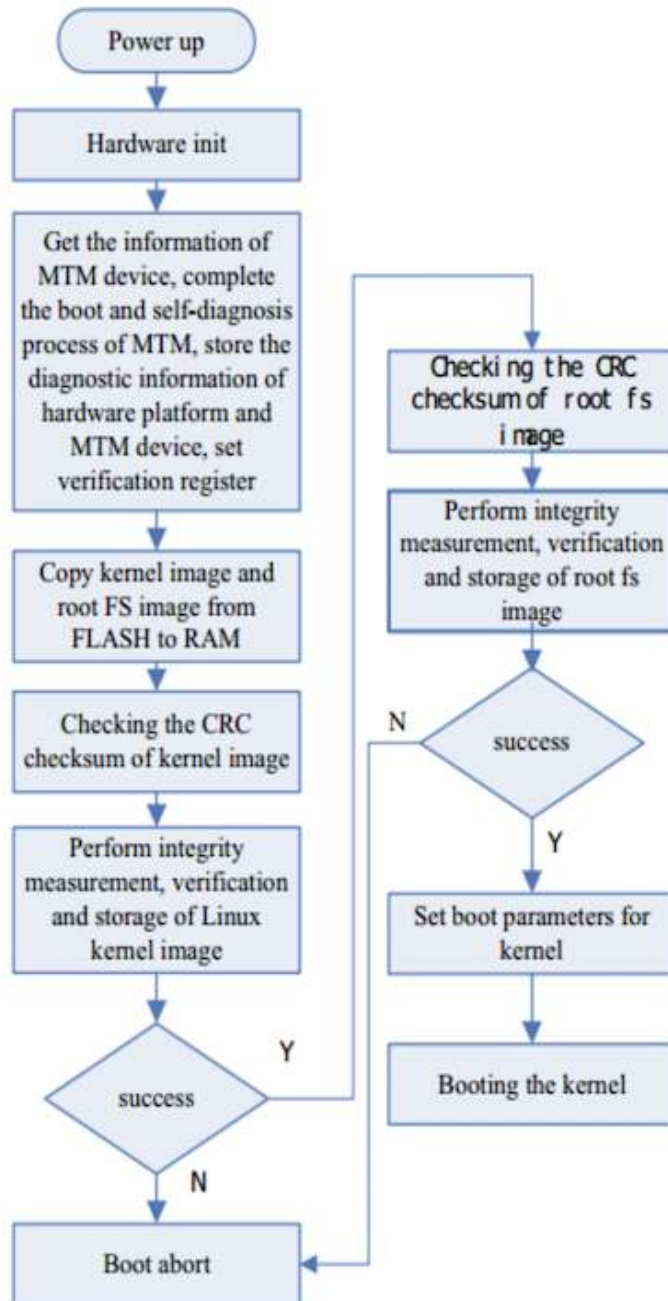 Power up
Hardware init
Get the information of
MTM device, complete
the boot and self-diagnosis
process of MTM, store the
diagnostic information of
hardware platform and
MTM device, set
verification register
Copy kernel image and
root FS image from
FLASH to RAM
Checking the CRC
checksum of kernel image
Perform integrity
measurement, verification
and storage of Linux
kernel image
success
Y
N
Boot abort
Checking the CRC
checksum of root fs
image
Perform integrity
measurement, verification
and storage of root fs
image
N
success
Y
Set boot parameters for
kernel
Booting the kernel